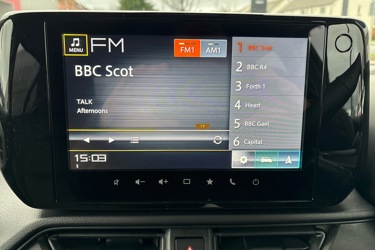 MENU
FM
FM1 AM1
BBC Scot
TALK
Afternoons
15:03
1 BBC Scot
2 BBC R4
3 Forth 1
4 Heart
5 BBC Gael
6 Capital